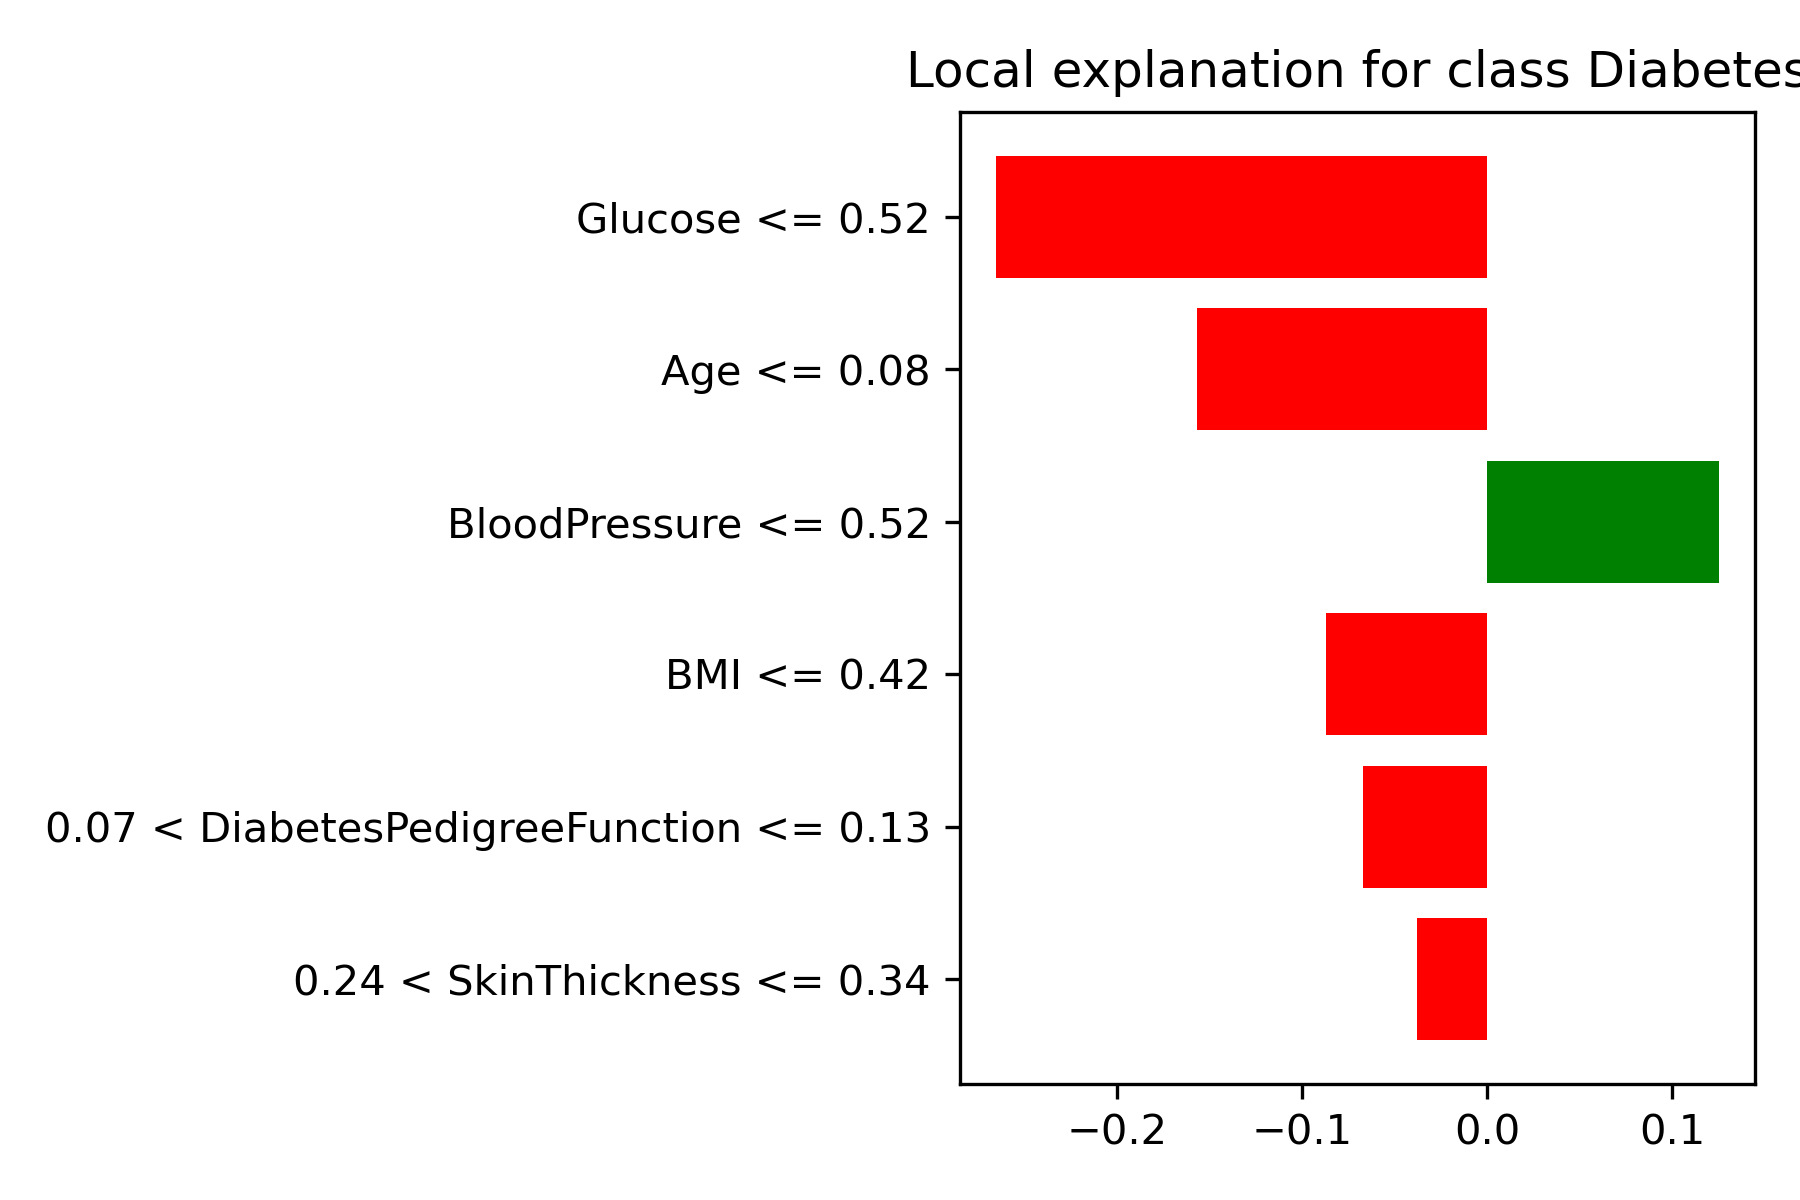 Local explanation for class Diabetes
Glucose <= 0.52
Age <= 0.08
BloodPressure <= 0.52
BMI <= 0.42
0.07 < DiabetesPedigreeFunction <= 0.13
0.24 < SkinThickness <= 0.34
−0.2 −0.1 0.0 0.1